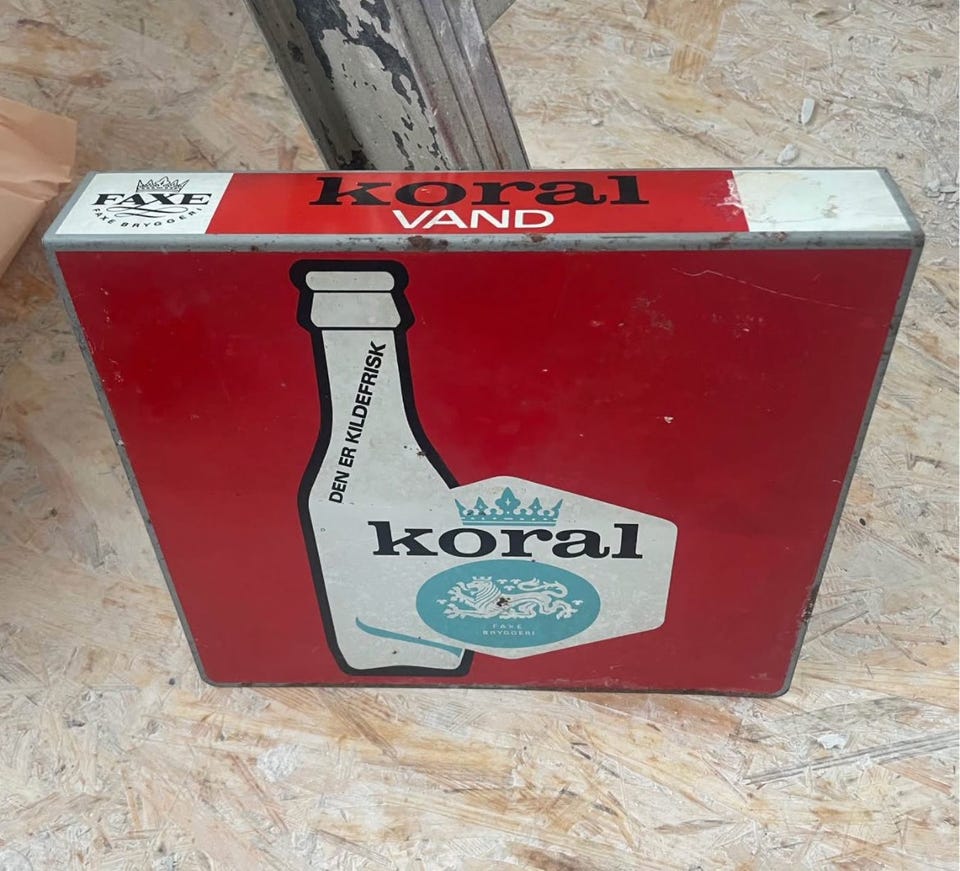 FAXE
FAXE BRYGGERI
koral
VAND
DEN ER KILDEFRISK
koral
FAXE
BRYGGERI